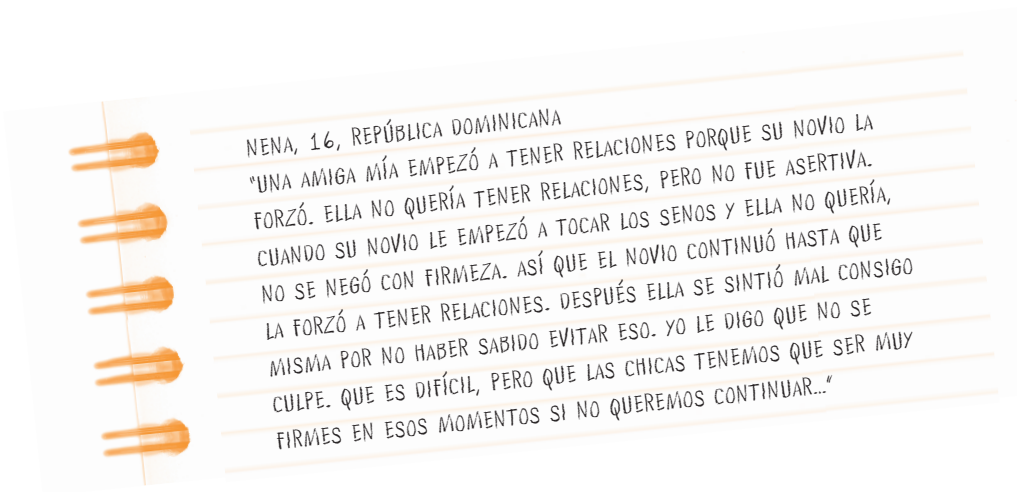 NENA, 16, REPÚBLICA DOMINICANA
"UNA AMIGA MÍA EMPEZÓ A TENER RELACIONES PORQUE SU NOVIO LA
FORZÓ. ELLA NO QUERÍA TENER RELACIONES, PERO NO FUE ASERTIVA.
CUANDO SU NOVIO LE EMPEZÓ A TOCAR LOS SENOS Y ELLA NO QUERÍA,
NO SE NEGÓ CON FIRMEZA. ASÍ QUE EL NOVIO CONTINUÓ HASTA QUE
LA FORZÓ A TENER RELACIONES. DESPUÉS ELLA SE SINTIÓ MAL CONSIGO
MISMA POR NO HABER SABIDO EVITAR ESO. YO LE DIGO QUE NO SE
CULPE. QUE ES DIFÍCIL, PERO QUE LAS CHICAS TENEMOS QUE SER MUY
FIRMES EN ESOS MOMENTOS SI NO QUEREMOS CONTINUAR..."